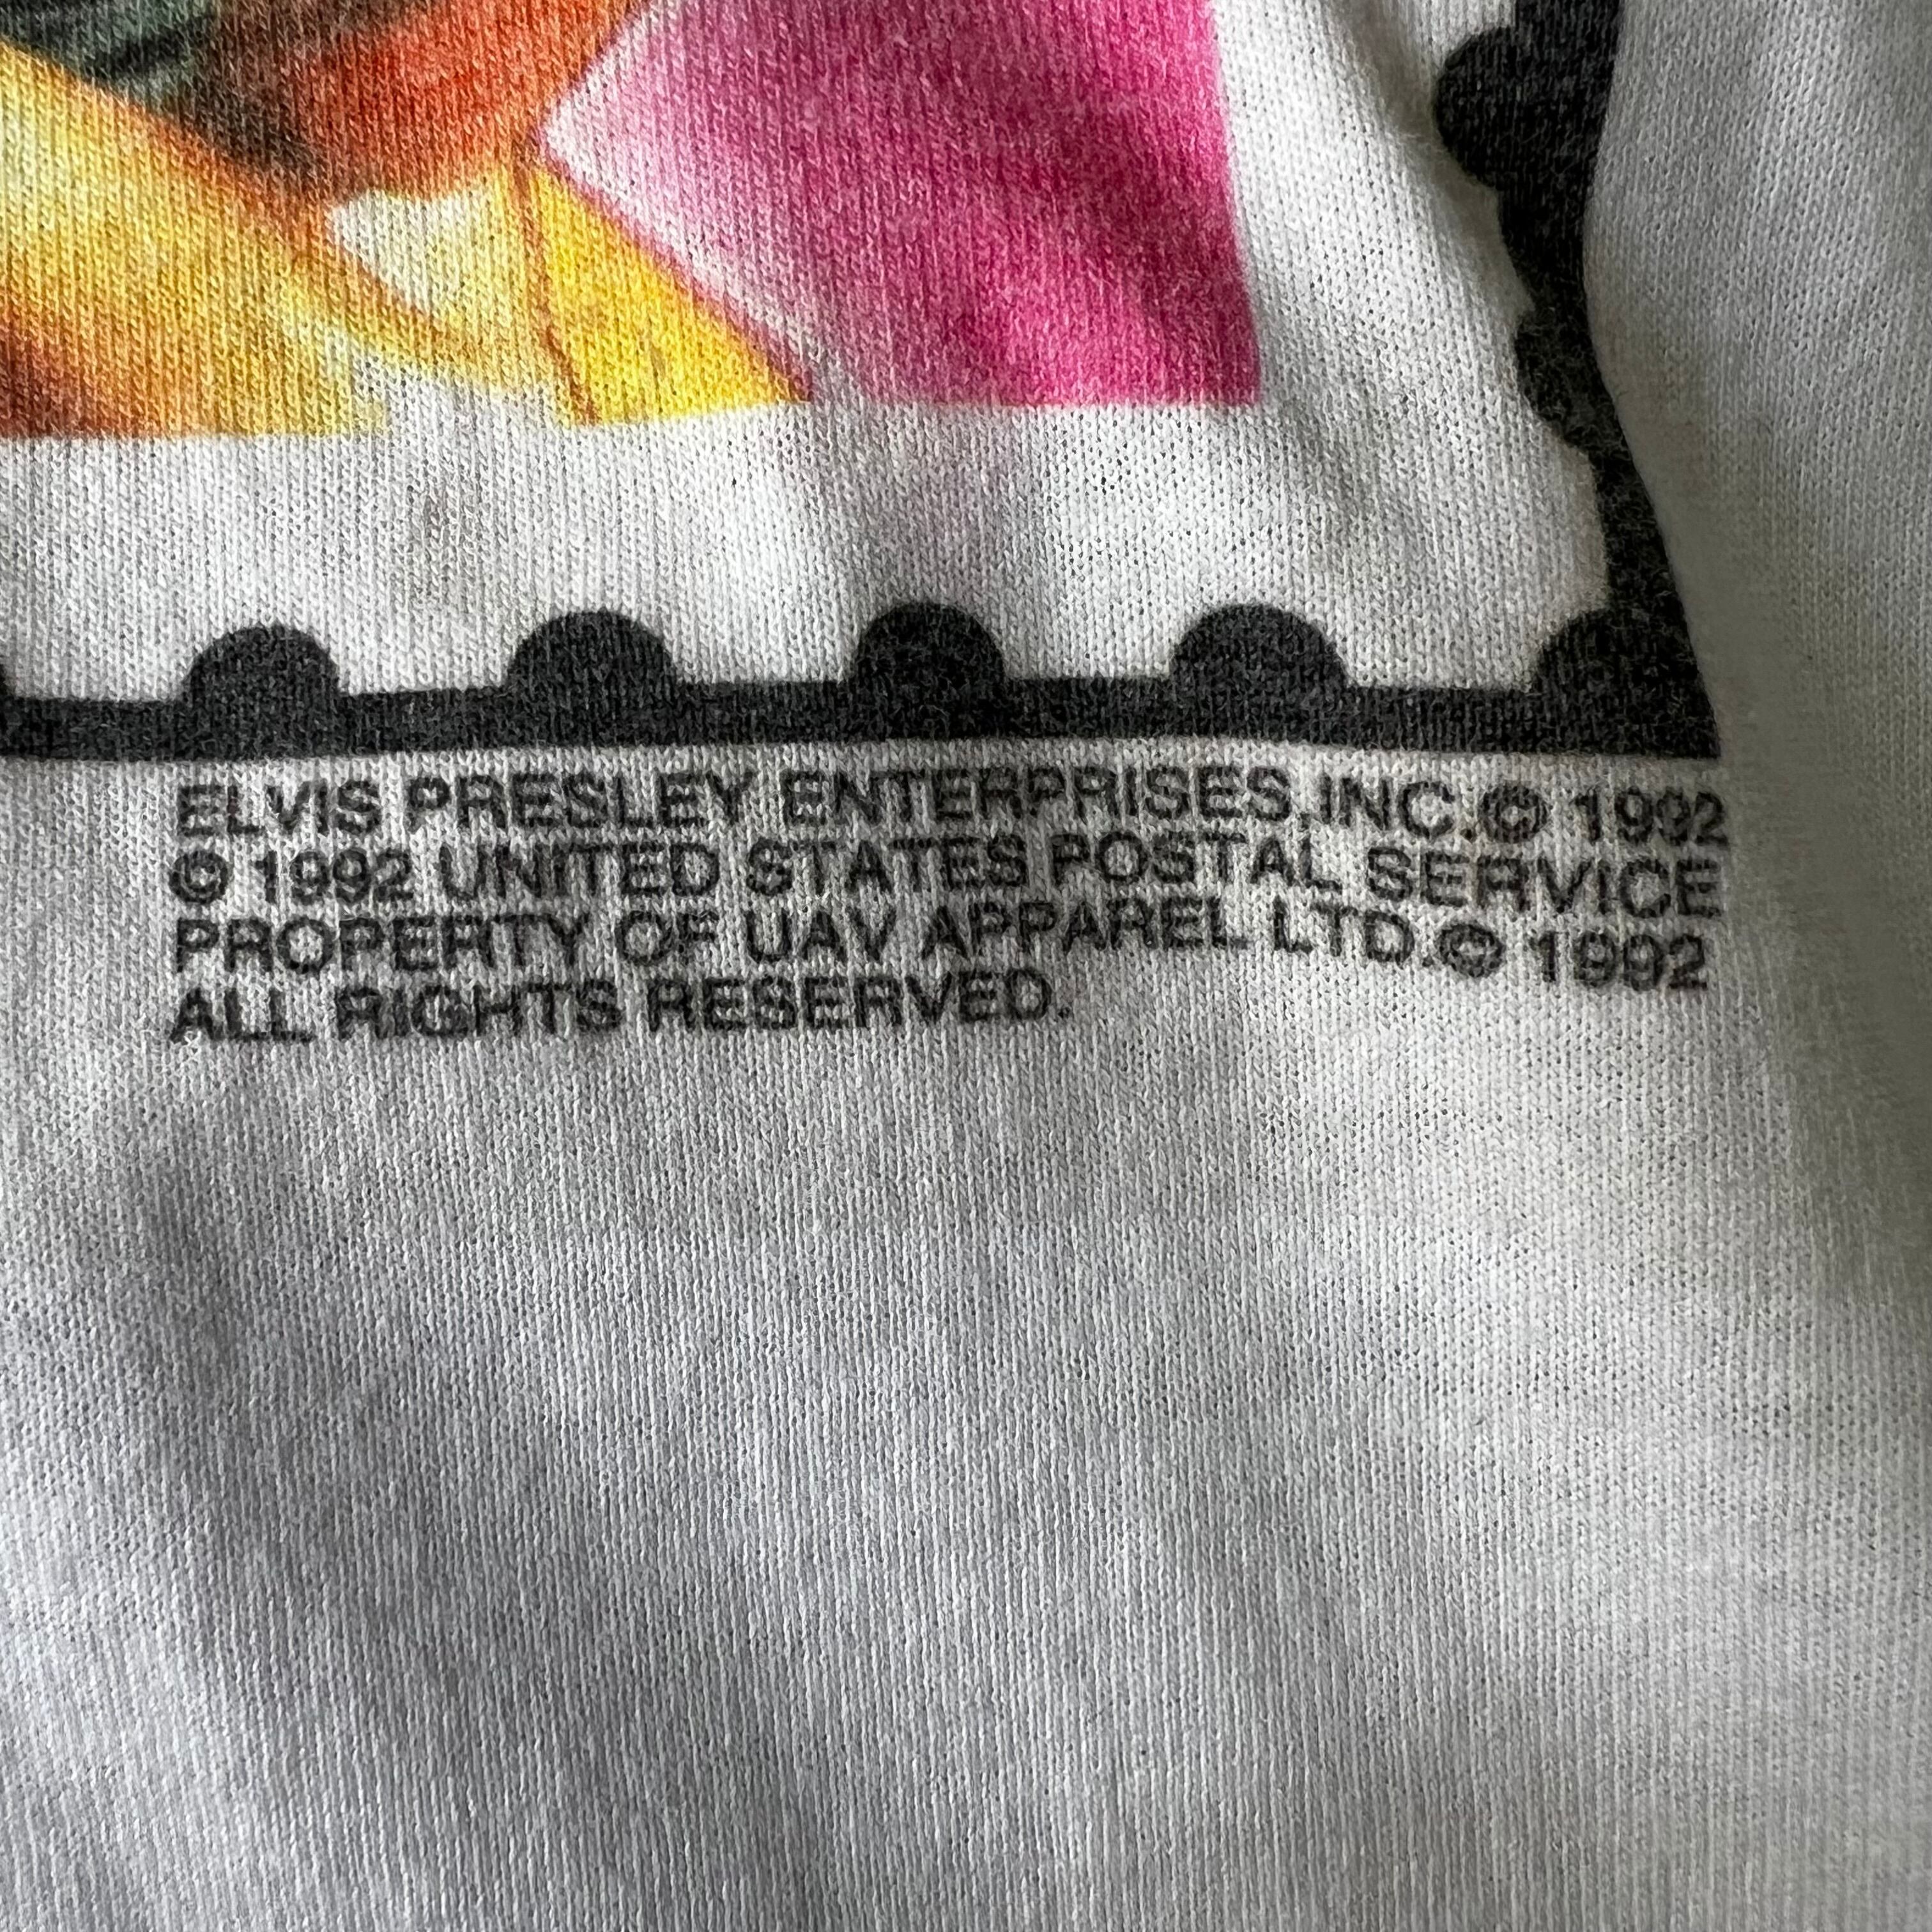 ELVIS PRESLEY ENTERPRISES, INC.© 1992
© 1992 UNITED STATES POSTAL SERVICE
PROPERTY OF UAV APPAREL LTD.© 1992
ALL RIGHTS RESERVED.